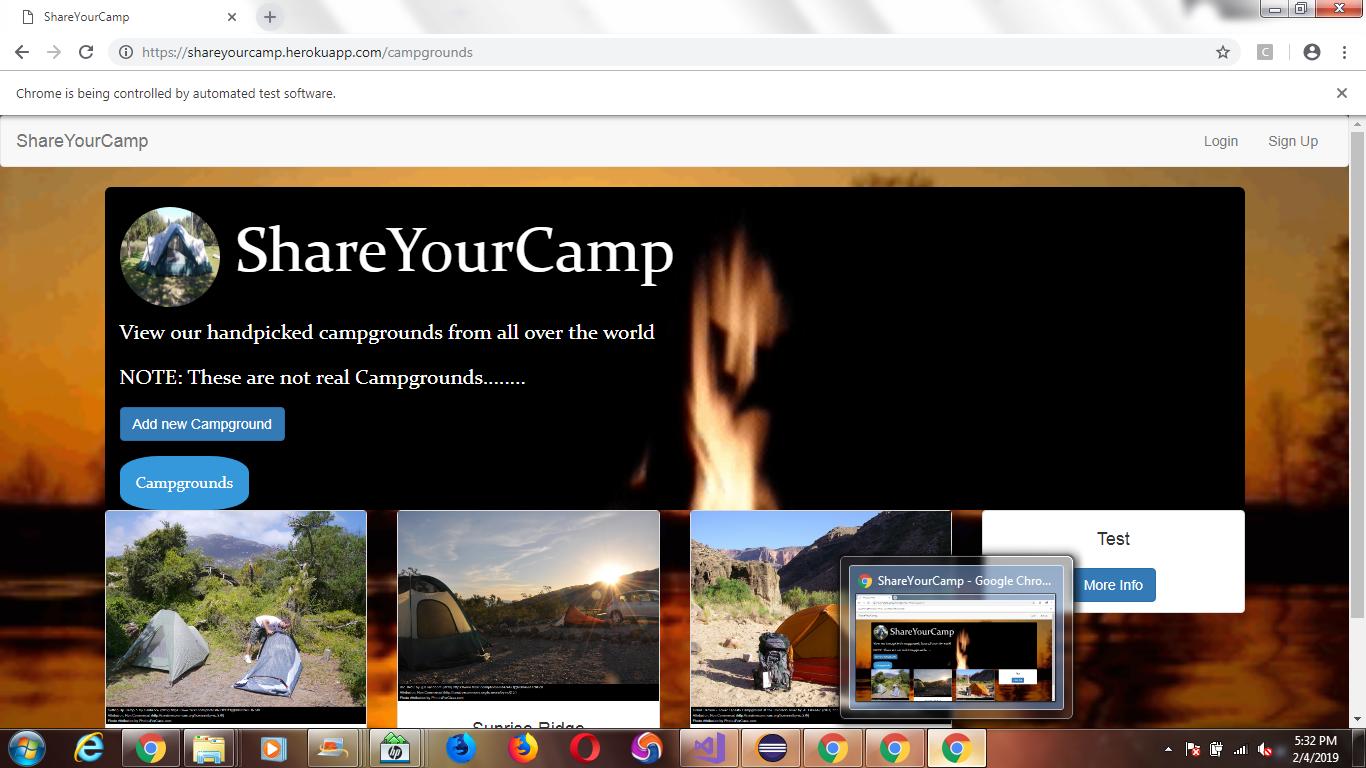 ShareYourCamp
https://shareyourcamp.herokuapp.com/campgrounds
C
Chrome is being controlled by automated test software.
ShareYourCamp
Login
Sign Up
ShareYourCamp
View our handpicked campgrounds from all over the world
NOTE: These are not real Campgrounds........
Add new Campground
Campgrounds
Test
More Info
Sunrise Ridge
ShareYourCamp - Google Chro...
ShareYourCamp
hp
5:32 PM
2/4/2019